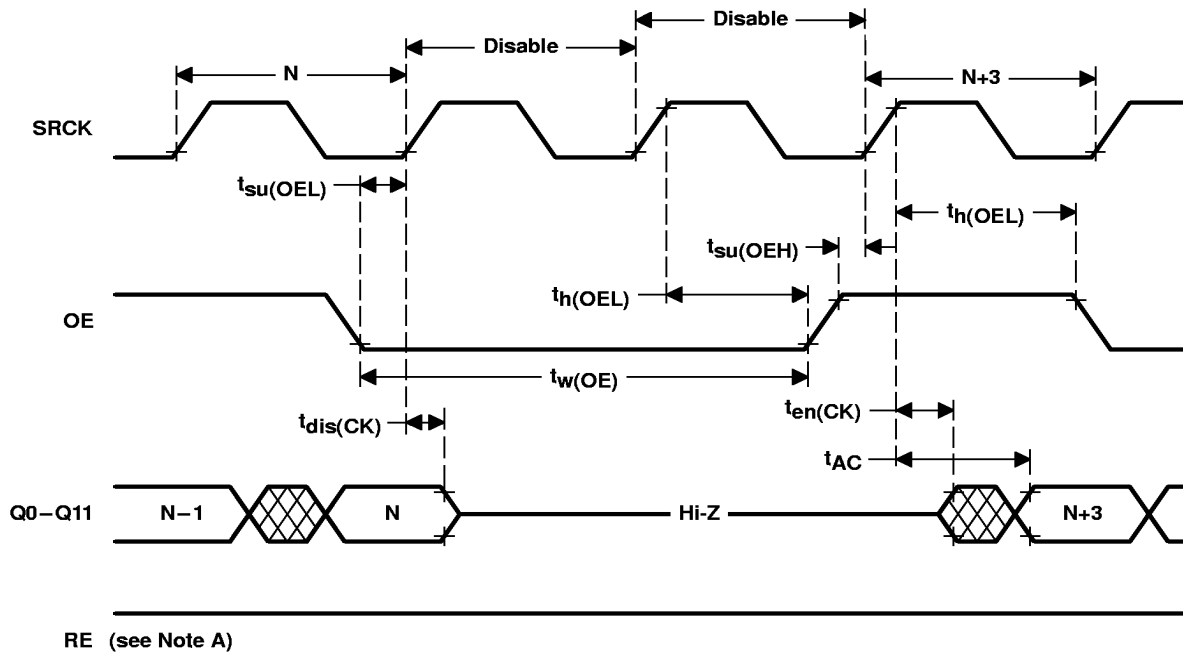 Disable
Disable
N
N+3
SRCK
tsu(OEL)
th(OEL)
tsu(OEH)
th(OEL)
OE
tw(OE)
ten(CK)
tdis(CK)
tAC
Q0–Q11
N–1
N
Hi-Z
N+3
RE (see Note A)